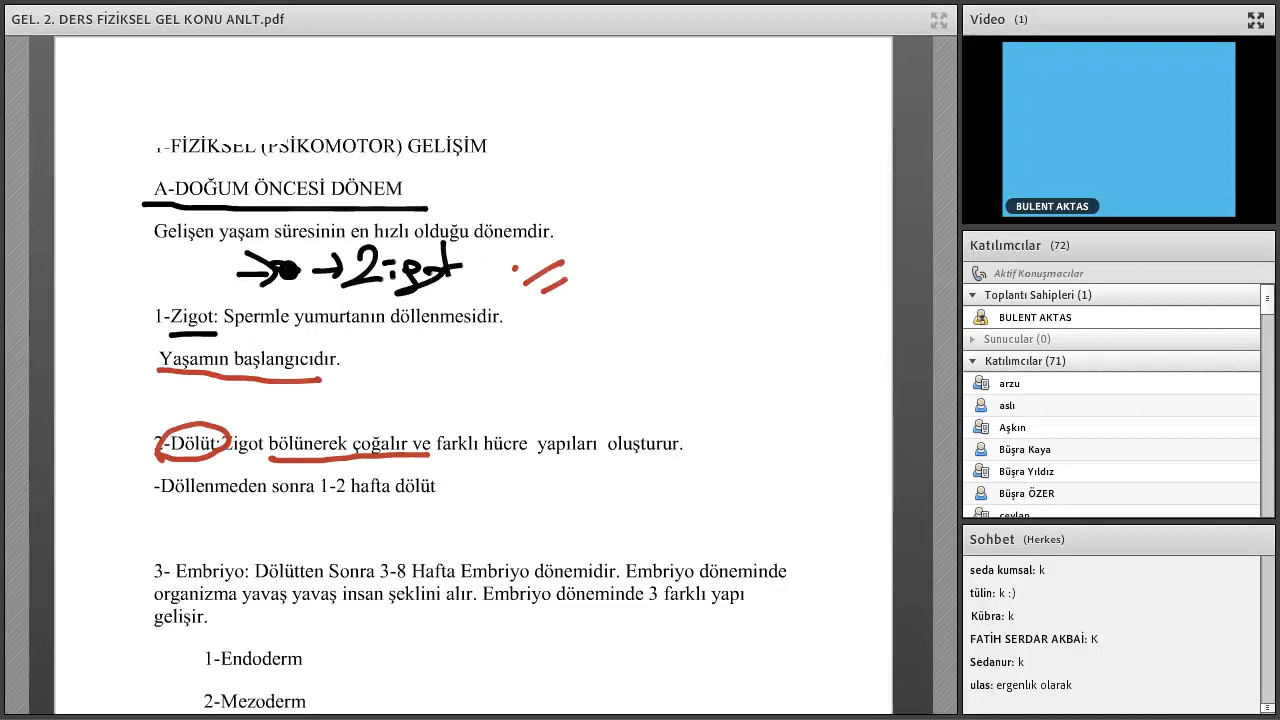 GEL. 2. DERS FİZİKSEL GEL KONU ANLT.pdf
1-FİZİKSEL (PSİKOMOTOR) GELİŞİM
A-DOĞUM ÖNCESİ DÖNEM
Gelişen yaşam süresinin en hızlı olduğu dönemdir.
Zigot
1-Zigot: Spermle yumurtanın döllenmesidir.
Yaşamın başlangıcıdır.
2-Dölüt:Zigot bölünerek çoğalır ve farklı hücre yapıları oluşturur.
-Döllenmeden sonra 1-2 hafta dölüt
3- Embriyo: Dölütten Sonra 3-8 Hafta Embriyo dönemidir. Embriyo döneminde
organizma yavaş yavaş insan şeklini alır. Embriyo döneminde 3 farklı yapı
gelişir.
1-Endoderm
2-Mezoderm
Video (1)
BULENT AKTAS
Katılımcılar (72)
Aktif Konuşmacılar
Toplantı Sahipleri (1)
BULENT AKTAS
Sunucular (0)
Katılımcılar (71)
arzu
aslı
Aşkın
Büşra Kaya
Büşra Yıldız
Büşra ÖZER
ceylan
Sohbet (Herkes)
seda kumsal: k
tülin: k :)
Kübra: k
FATİH SERDAR AKBAİ: K
Sedanur: k
ulas: ergenlık olarak